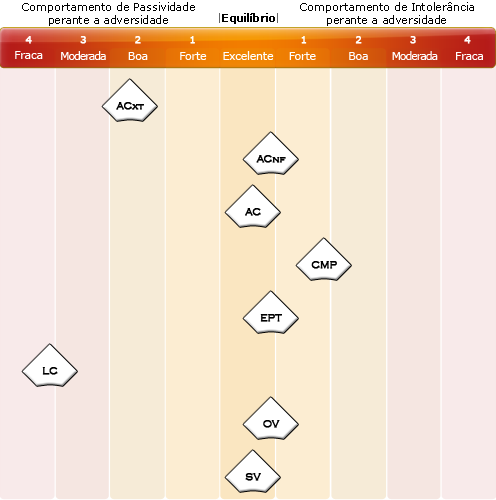 Comportamento de Passividade
perante a adversidade
|Equilíbrio|
Comportamento de Intolerância
perante a adversidade
4 3 2 1 1 2 3 4
Fraca Moderada Boa Forte Excelente Forte Boa Moderada Fraca
ACXT
ACNF
AC
CMP
EPT
LC
OV
SV